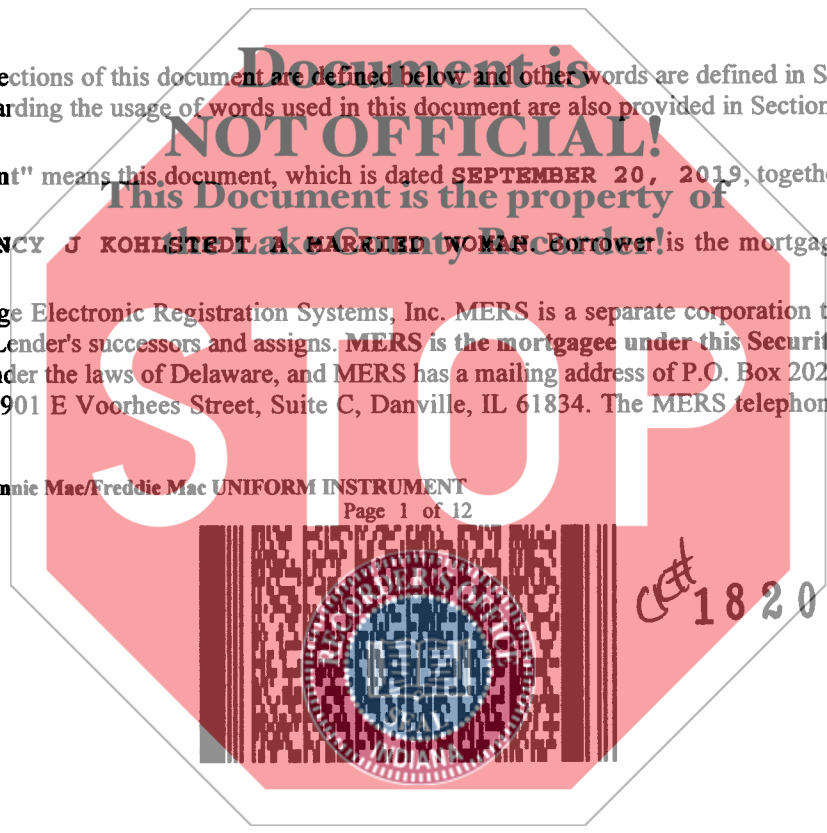 Document is
ections of this document are defined below and other words are defined in S
arding the usage of words used in this document are also provided in Section
NOT OFFICIAL!
nt" means this document, which is dated SEPTEMBER 20, 2019, togethe
This Document is the property of
NCY J KOHLSTEDT A MARRIED WOMAN. Borrower is the mortgag
the Lake County Recorder!
ge Electronic Registration Systems, Inc. MERS is a separate corporation t
Lender's successors and assigns. MERS is the mortgagee under this Securit
der the laws of Delaware, and MERS has a mailing address of P.O. Box 202
901 E Voorhees Street, Suite C, Danville, IL 61834. The MERS telephon
STOP
nnie Mae/Freddie Mac UNIFORM INSTRUMENT
Page 1 of 12
RECORDER'S OFFICE
SEAL
INDIANA
1820